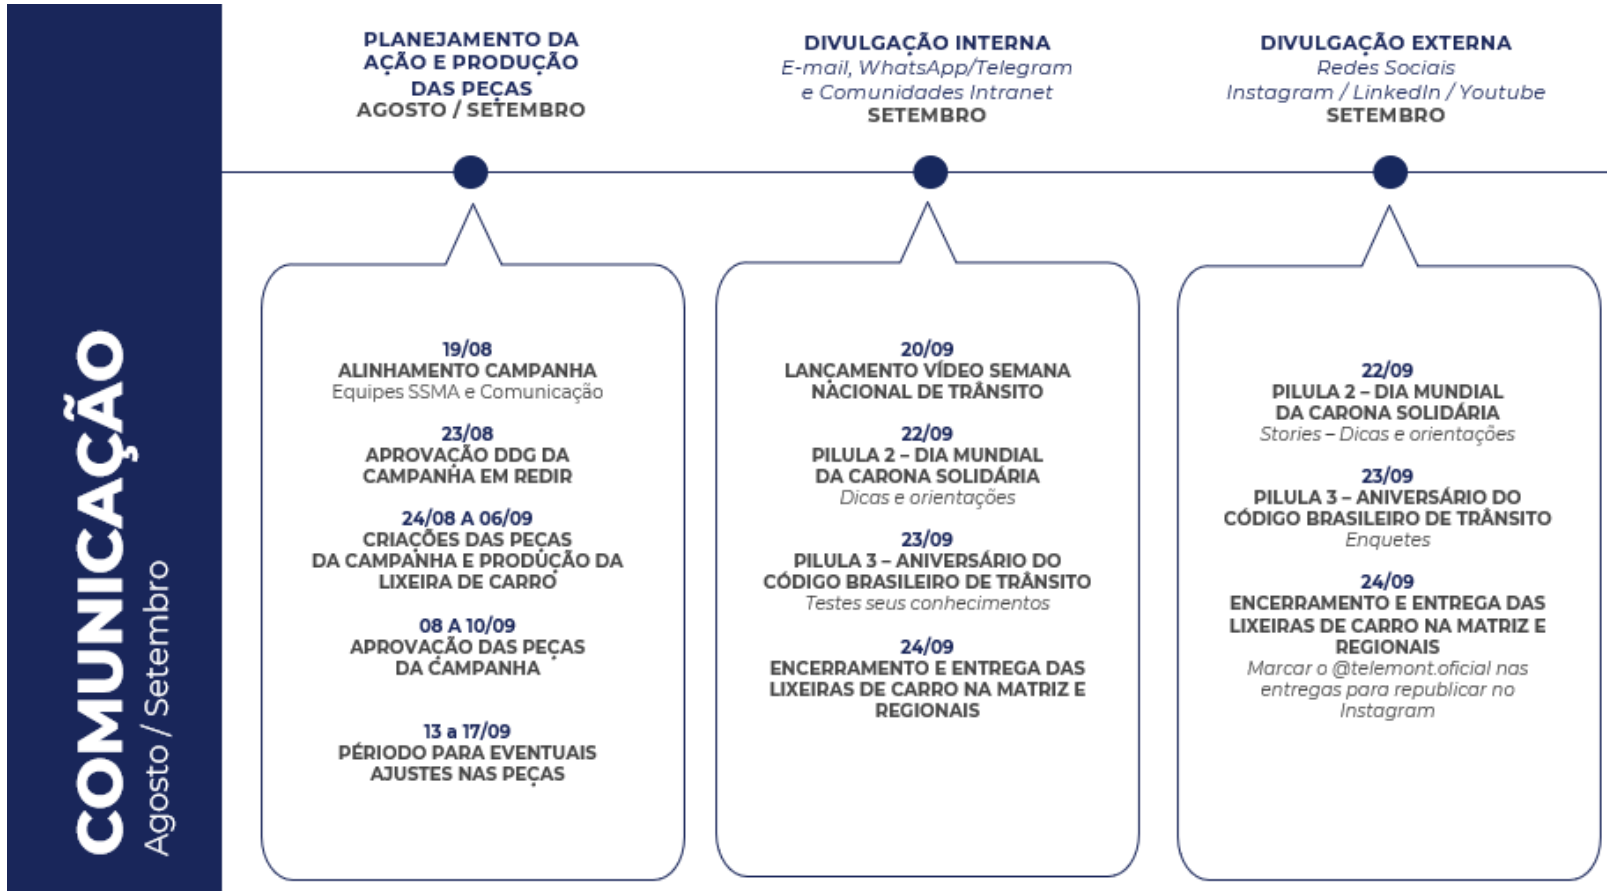 COMUNICAÇÃO
Agosto / Setembro
PLANEJAMENTO DA
AÇÃO E PRODUÇÃO
DAS PEÇAS
AGOSTO / SETEMBRO
19/08
ALINHAMENTO CAMPANHA
Equipes SSMA e Comunicação
23/08
APROVAÇÃO DDG DA
CAMPANHA EM REDIR
24/08 A 06/09
CRIAÇÕES DAS PEÇAS
DA CAMPANHA E PRODUÇÃO DA
LIXEIRA DE CARRO
08 A 10/09
APROVAÇÃO DAS PEÇAS
DA CAMPANHA
13 a 17/09
PÉRIODO PARA EVENTUAIS
AJUSTES NAS PEÇAS
DIVULGAÇÃO INTERNA
E-mail, WhatsApp/Telegram
e Comunidades Intranet
SETEMBRO
20/09
LANÇAMENTO VÍDEO SEMANA
NACIONAL DE TRÂNSITO
22/09
PILULA 2 – DIA MUNDIAL
DA CARONA SOLIDÁRIA
Dicas e orientações
23/09
PILULA 3 – ANIVERSÁRIO DO
CÓDIGO BRASILEIRO DE TRÂNSITO
Testes seus conhecimentos
24/09
ENCERRAMENTO E ENTREGA DAS
LIXEIRAS DE CARRO NA MATRIZ E
REGIONAIS
DIVULGAÇÃO EXTERNA
Redes Sociais
Instagram / LinkedIn / Youtube
SETEMBRO
22/09
PILULA 2 – DIA MUNDIAL
DA CARONA SOLIDÁRIA
Stories – Dicas e orientações
23/09
PILULA 3 – ANIVERSÁRIO DO
CÓDIGO BRASILEIRO DE TRÂNSITO
Enquetes
24/09
ENCERRAMENTO E ENTREGA DAS
LIXEIRAS DE CARRO NA MATRIZ E
REGIONAIS
Marcar o @telemont.oficial nas
entregas para republicar no
Instagram